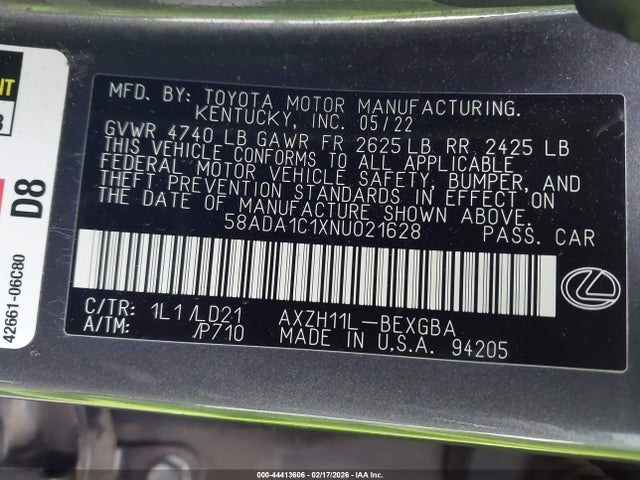 MFD. BY: TOYOTA MOTOR MANUFACTURING.
KENTUCKY, INC. 05/22
GVWR 4740 LB GAWR FR 2625 LB RR 2425 LB
THIS VEHICLE CONFORMS TO ALL APPLICABLE
FEDERAL MOTOR VEHICLE SAFETY, BUMPER, AND
THEFT PREVENTION STANDARDS IN EFFECT ON
THE DATE OF MANUFACTURE SHOWN ABOVE.
58ADA1C1XNU021628 PASS. CAR
C/TR: 1L1/LD21 AXZH11L-BEXGBA
A/TM: /P710 MADE IN U.S.A. 94205
D8
42661-06C80
000-44413606 - 02/17/2026 - IAA Inc.